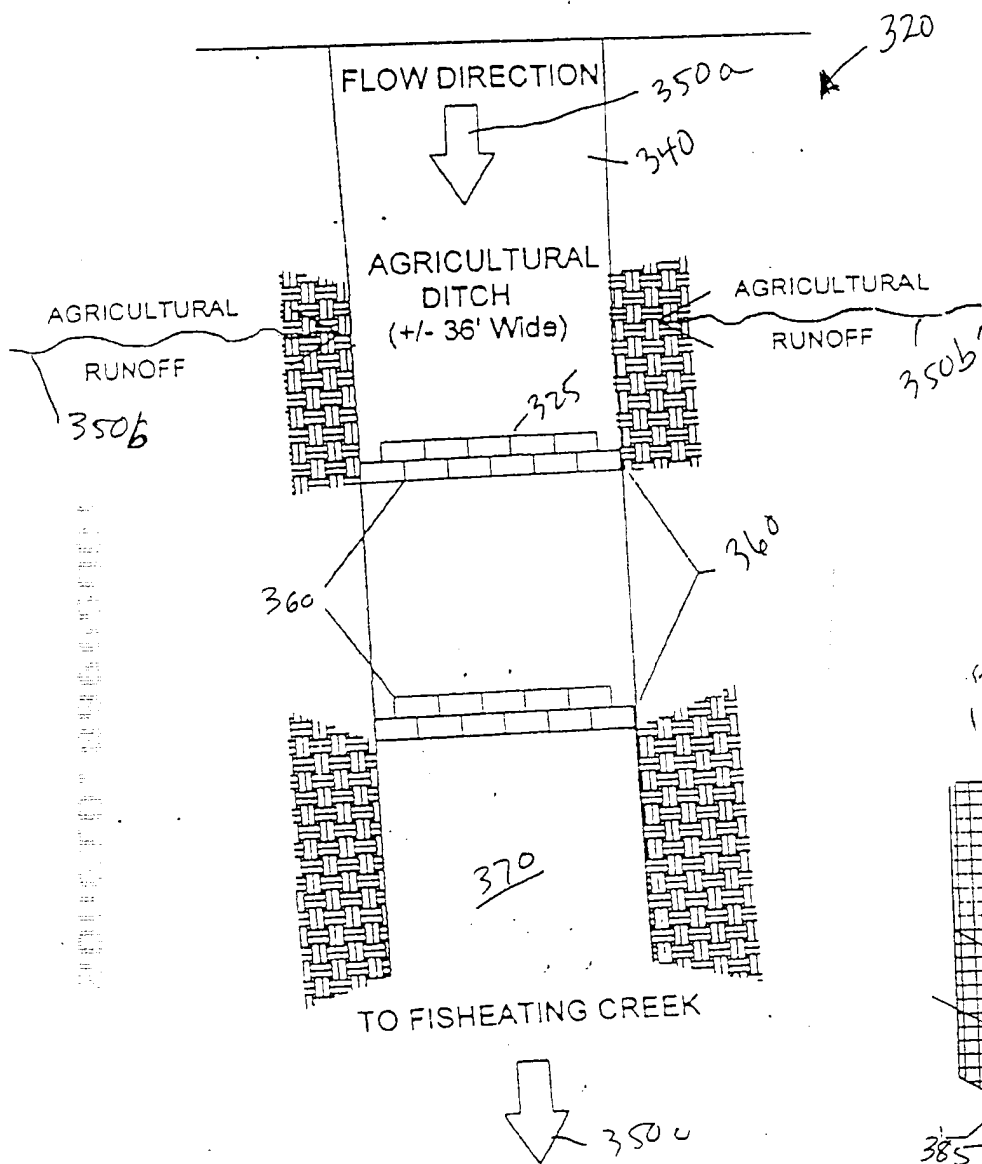 320
FLOW DIRECTION
350a
340
AGRICULTURAL
DITCH
(+/- 36' Wide)
AGRICULTURAL
RUNOFF
350b
AGRICULTURAL
RUNOFF
350b'
325
360
360
370
TO FISHEATING CREEK
385